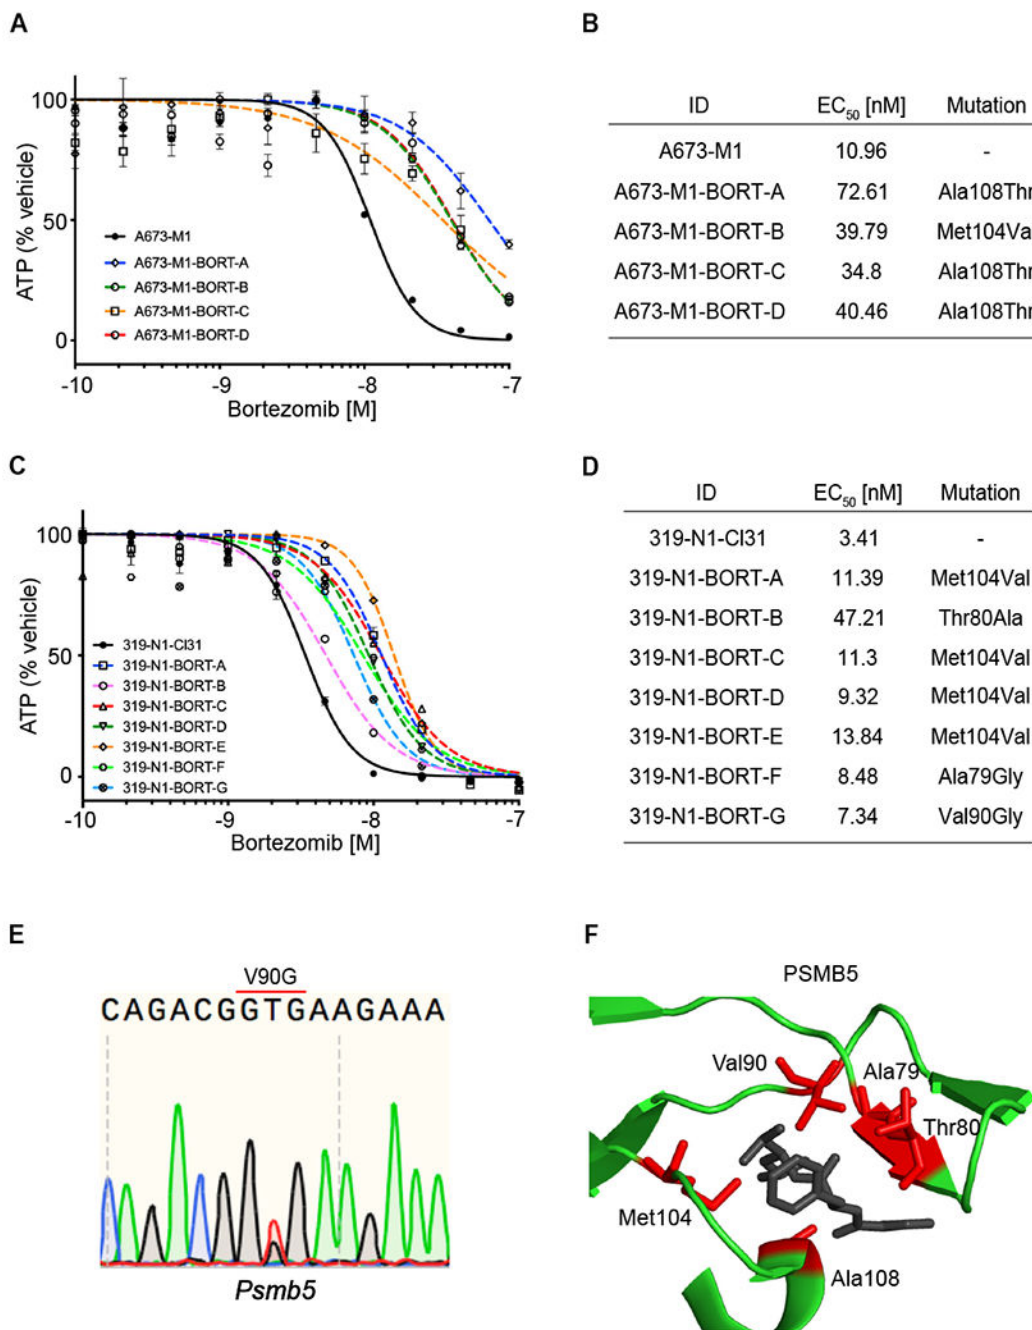 A
100
50
0
ATP (% vehicle)
A673-M1
A673-M1-BORT-A
A673-M1-BORT-B
A673-M1-BORT-C
A673-M1-BORT-D
-10 -9 -8 -7
Bortezomib [M]
B
ID EC50 [nM] Mutation
A673-M1 10.96 -
A673-M1-BORT-A 72.61 Ala108Thr
A673-M1-BORT-B 39.79 Met104Va
A673-M1-BORT-C 34.8 Ala108Thr
A673-M1-BORT-D 40.46 Ala108Thr
C
100
50
0
ATP (% vehicle)
319-N1-Cl31
319-N1-BORT-A
319-N1-BORT-B
319-N1-BORT-C
319-N1-BORT-D
319-N1-BORT-E
319-N1-BORT-F
319-N1-BORT-G
-10 -9 -8 -7
Bortezomib [M]
D
ID EC50 [nM] Mutation
319-N1-Cl31 3.41 -
319-N1-BORT-A 11.39 Met104Val
319-N1-BORT-B 47.21 Thr80Ala
319-N1-BORT-C 11.3 Met104Val
319-N1-BORT-D 9.32 Met104Val
319-N1-BORT-E 13.84 Met104Val
319-N1-BORT-F 8.48 Ala79Gly
319-N1-BORT-G 7.34 Val90Gly
E
V90G
CAGACGGTGAAGAAA
Psmb5
F
PSMB5
Val90
Ala79
Thr80
Met104
Ala108